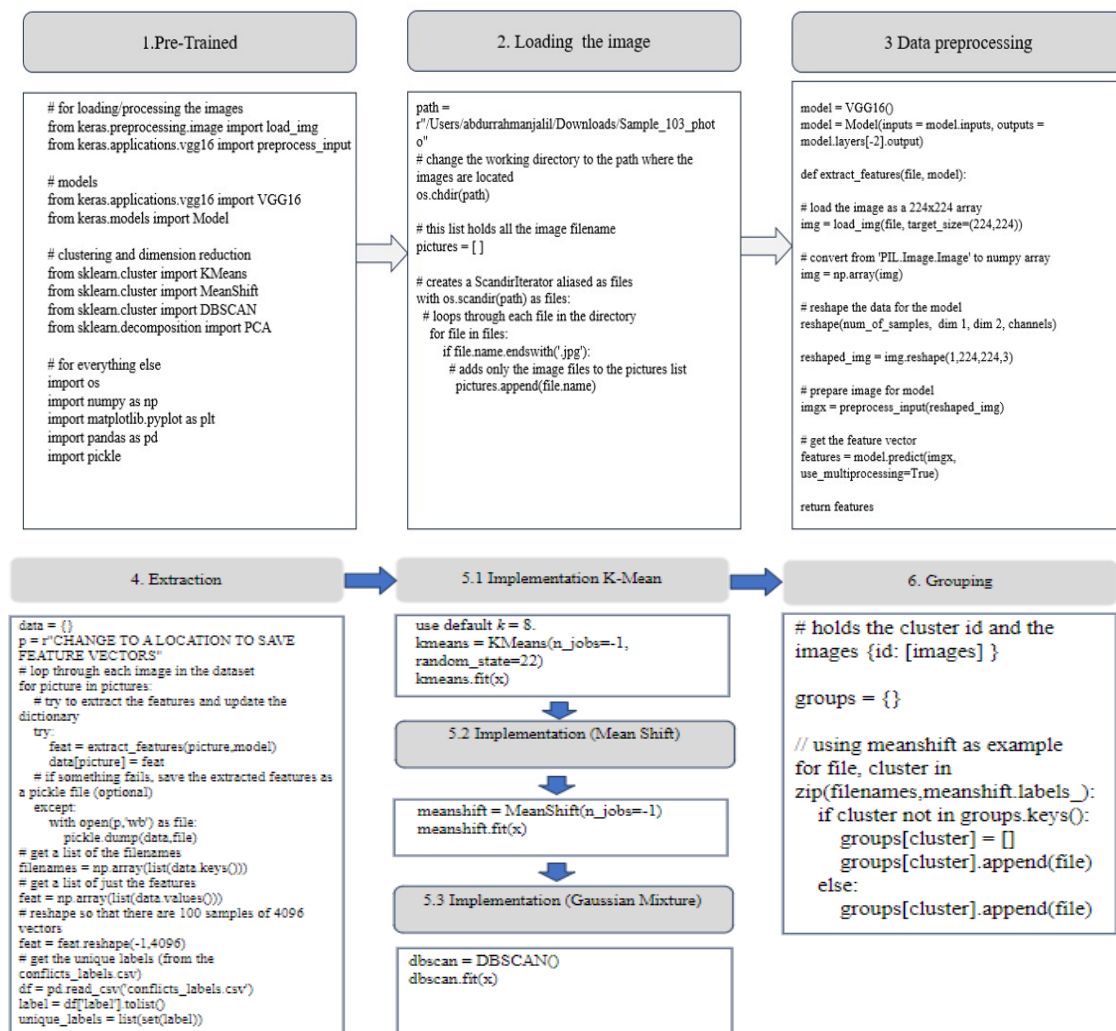 1.Pre-Trained
# for loading/processing the images
from keras.preprocessing.image import load_img
from keras.applications.vgg16 import preprocess_input
# models
from keras.applications.vgg16 import VGG16
from keras.models import Model
# clustering and dimension reduction
from sklearn.cluster import KMeans
from sklearn.cluster import MeanShift
from sklearn.cluster import DBSCAN
from sklearn.decomposition import PCA
# for everything else
import os
import numpy as np
import matplotlib.pyplot as plt
import pandas as pd
import pickle
2. Loading the image
path =
r"/Users/abdurrahmanjalil/Downloads/Sample_103_phot
o"
# change the working directory to the path where the
images are located
os.chdir(path)
# this list holds all the image filename
pictures = [ ]
# creates a ScandirIterator aliased as files
with os.scandir(path) as files:
# loops through each file in the directory
for file in files:
if file.name.endswith('.jpg'):
# adds only the image files to the pictures list
pictures.append(file.name)
3 Data preprocessing
model = VGG16()
model = Model(inputs = model.inputs, outputs =
model.layers[-2].output)
def extract_features(file, model):
# load the image as a 224x224 array
img = load_img(file, target_size=(224,224))
# convert from 'PIL.Image.Image' to numpy array
img = np.array(img)
# reshape the data for the model
reshape(num_of_samples, dim 1, dim 2, channels)
reshaped_img = img.reshape(1,224,224,3)
# prepare image for model
imgx = preprocess_input(reshaped_img)
# get the feature vector
features = model.predict(imgx,
use_multiprocessing=True)
return features
4. Extraction
data = {}
p = r"CHANGE TO A LOCATION TO SAVE
FEATURE VECTORS"
# lop through each image in the dataset
for picture in pictures:
# try to extract the features and update the
dictionary
try:
feat = extract_features(picture,model)
data[picture] = feat
# if something fails, save the extracted features as
a pickle file (optional)
except:
with open(p,'wb') as file:
pickle.dump(data,file)
# get a list of the filenames
filenames = np.array(list(data.keys()))
# get a list of just the features
feat = np.array(list(data.values()))
# reshape so that there are 100 samples of 4096
vectors
feat = feat.reshape(-1,4096)
# get the unique labels (from the
conflicts_labels.csv)
df = pd.read_csv('conflicts_labels.csv')
label = df['label'].tolist()
unique_labels = list(set(label))
5.1 Implementation K-Mean
use default k = 8.
kmeans = KMeans(n_jobs=-1,
random_state=22)
kmeans.fit(x)
5.2 Implementation (Mean Shift)
meanshift = MeanShift(n_jobs=-1)
meanshift.fit(x)
5.3 Implementation (Gaussian Mixture)
dbscan = DBSCAN()
dbscan.fit(x)
6. Grouping
# holds the cluster id and the
images {id: [images] }
groups = {}
// using meanshift as example
for file, cluster in
zip(filenames,meanshift.labels_):
if cluster not in groups.keys():
groups[cluster] = []
groups[cluster].append(file)
else:
groups[cluster].append(file)